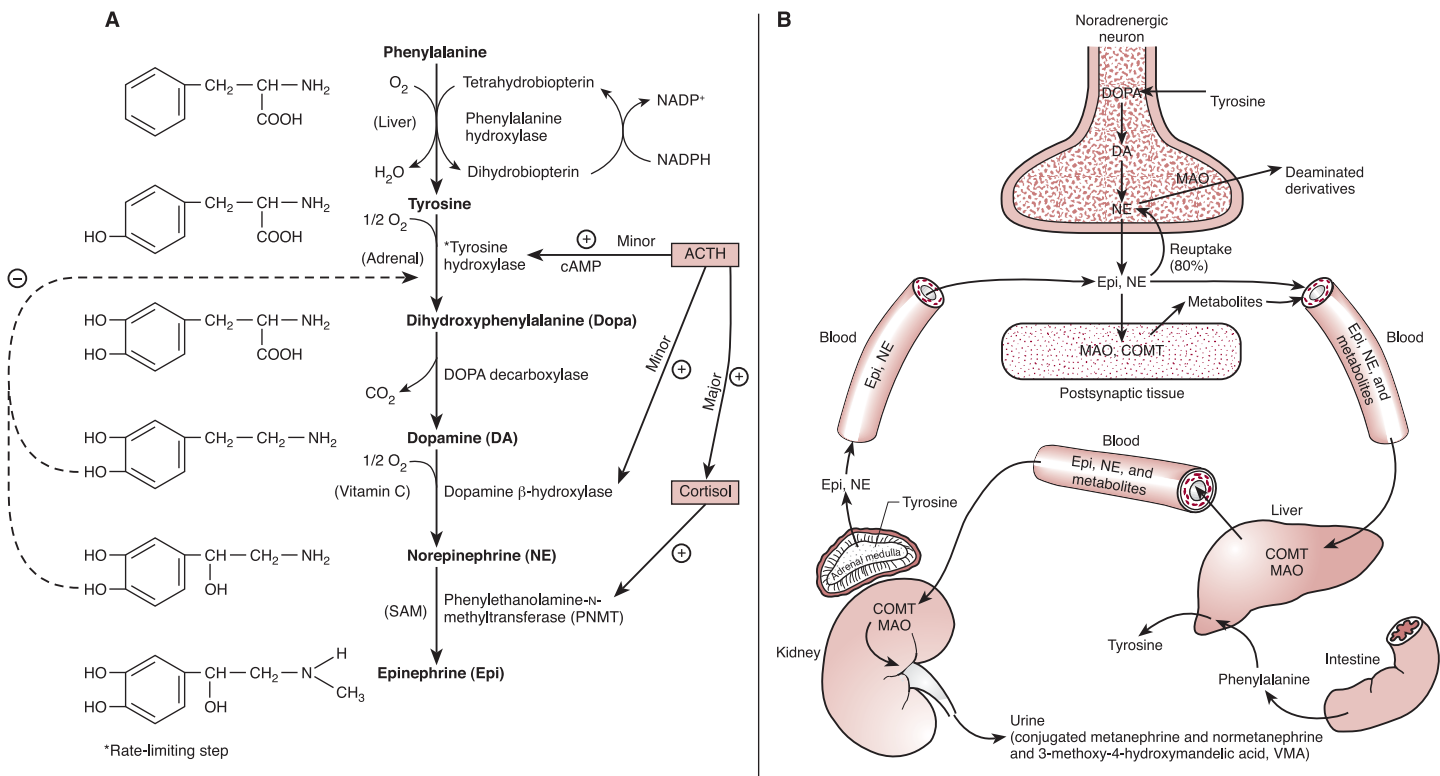 A
Phenylalanine
O2
Tetrahydrobiopterin
NADP+
(Liver)
Phenylalanine
hydroxylase
H2O
Dihydrobiopterin
NADPH
CH2
CH
NH2
COOH
Tyrosine
1/2 O2
(Adrenal)
*Tyrosine
hydroxylase
+
Minor
cAMP
ACTH
HO
CH2
CH
NH2
COOH
−
Dihydroxyphenylalanine (Dopa)
HO
HO
CH2
CH
NH2
COOH
Minor
+
Major
+
CO2
DOPA decarboxylase
Dopamine (DA)
HO
HO
CH2
CH2
NH2
1/2 O2
(Vitamin C)
Dopamine β-hydroxylase
Cortisol
Norepinephrine (NE)
HO
HO
CH
CH2
NH2
OH
+
(SAM)
Phenylethanolamine-N-
methyltransferase (PNMT)
Epinephrine (Epi)
HO
HO
CH
CH2
N
H
CH3
OH
*Rate-limiting step
B
Noradrenergic
neuron
DOPA
Tyrosine
DA
MAO
Deaminated
derivatives
NE
Reuptake
(80%)
Epi, NE
Metabolites
Blood
Epi, NE
MAO, COMT
Postsynaptic tissue
Epi, NE, and
metabolites
Blood
Blood
Epi, NE, and
metabolites
Epi, NE
Tyrosine
Adrenal medulla
Liver
COMT
MAO
COMT
MAO
Kidney
Tyrosine
Phenylalanine
Intestine
Urine
(conjugated metanephrine and normetanephrine
and 3-methoxy-4-hydroxymandelic acid, VMA)